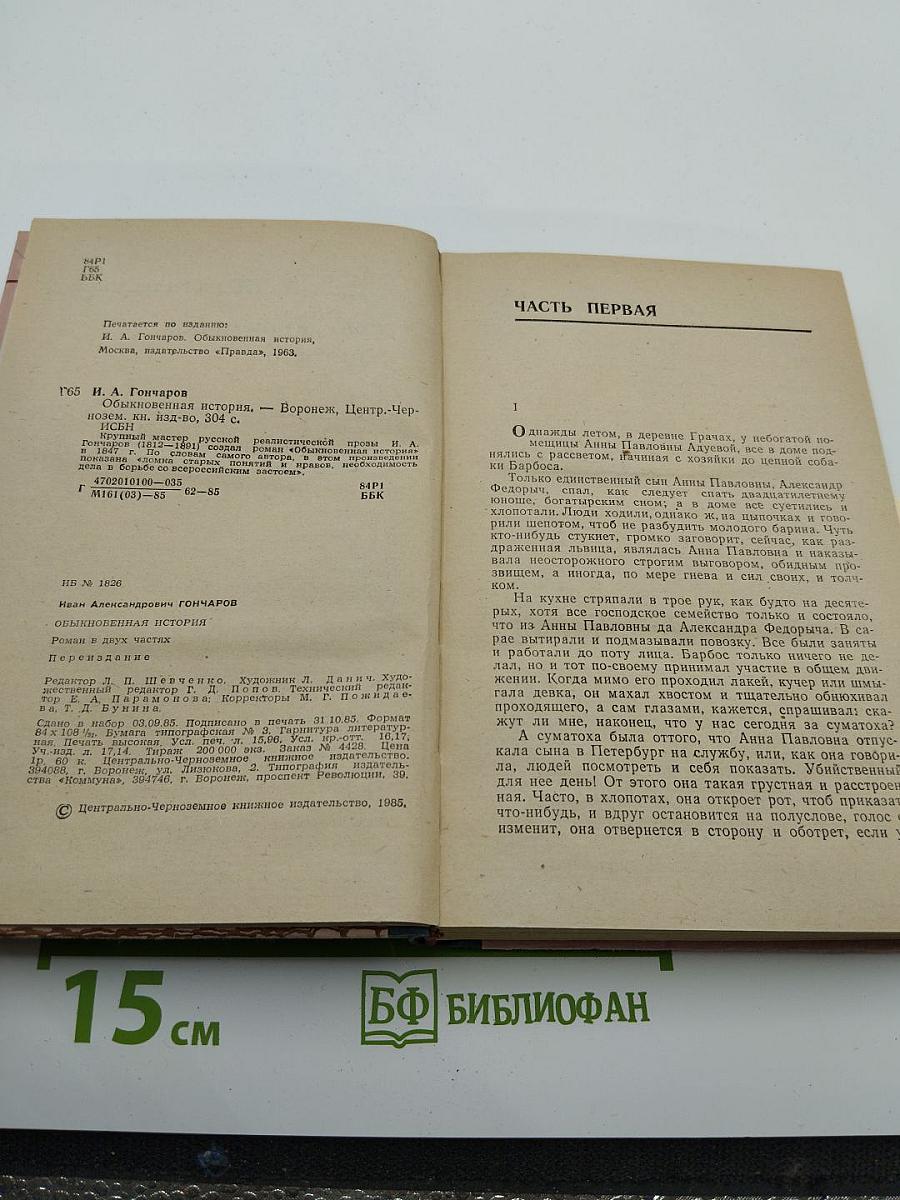 84Р1
Г65
ББК
Печатается по изданию:
И. А. Гончаров. Обыкновенная история,
Москва, издательство «Правда», 1963.
Г65 И. А. Гончаров
Обыкновенная история. — Воронеж, Центр.-Чер-
нозем. кн. изд-во, 304 с.
ИСБН
Крупный мастер русской реалистической прозы И. А.
Гончаров (1812—1891) создал роман «Обыкновенная история»
в 1847 г. По словам самого автора, в этом произведении
показана «ломка старых понятий и нравов, необходимость
дела в борьбе со всероссийским застоем».
Г 4702010100—035
М161(03)—85 62—85
84Р1
ББК
ИБ № 1826
Иван Александрович ГОНЧАРОВ
ОБЫКНОВЕННАЯ ИСТОРИЯ
Роман в двух частях
Переиздание
Редактор Л. П. Шевченко. Художник Л. Данич. Худо-
жественный редактор Г. Д. Попов. Технический редак-
тор Е. А. Парамонова; Корректоры М. Г. Пожидае-
ва, Т. Д. Бунина.
Сдано в набор 03.09.85. Подписано в печать 31.10.85. Формат
84 х 108 1/32. Бумага типографская № 3. Гарнитура литератур-
ная. Печать высокая. Усл. печ. л. 15,96. Усл. кр.-отт. 16,17.
Уч.-изд. л. 17,14. Тираж 200 000 экз. Заказ № 4428. Цена
1р. 60 к. Центрально-Черноземное книжное издательство.
394088, г. Воронеж, ул. Лизюкова, 2. Типография издатель-
ства «Коммуна», 394746, г. Воронеж, проспект Революции, 39.
© Центрально-Черноземное книжное издательство, 1985.
ЧАСТЬ ПЕРВАЯ
I
Однажды летом, в деревне Грачах, у небогатой по-
мещицы Анны Павловны Адуевой, все в доме под-
нялись с рассветом, начиная с хозяйки до цепной соба-
ки Барбоса.
Только единственный сын Анны Павловны, Александр
Федорыч, спал, как следует спать двадцатилетнему
юноше, богатырским сном; а в доме все суетились и
хлопотали. Люди ходили, однако ж, на цыпочках и гово-
рили шепотом, чтоб не разбудить молодого барина. Чуть
кто-нибудь стукнет, громко заговорит, сейчас, как раз-
драженная львица, являлась Анна Павловна и наказы-
вала неосторожного строгим выговором, обидным про-
звищем, а иногда, по мере гнева и сил своих, и толч-
ком.
На кухне стряпали в трое рук, как будто на десяте-
рых, хотя все господское семейство только и состояло,
что из Анны Павловны да Александра Федорыча. В са-
рае вытирали и подмазывали повозку. Все были заняты
и работали до поту лица. Барбос только ничего не де-
лал, но и тот по-своему принимал участие в общем дви-
жении. Когда мимо его проходил лакей, кучер или шмы-
гала девка, он махал хвостом и тщательно обнюхивал
проходящего, а сам глазами, кажется, спрашивал: ска-
жут ли мне, наконец, что у нас сегодня за суматоха?
А суматоха была оттого, что Анна Павловна отпус-
кала сына в Петербург на службу, или, как она говори-
ла, людей посмотреть и себя показать. Убийственный
для нее день! От этого она такая грустная и расстроен
ная. Часто, в хлопотах, она откроет рот, чтоб приказат
что-нибудь, и вдруг остановится на полуслове, голос
изменит, она отвернется в сторону и оботрет, если
15 см
БФ БИБЛИОФАН